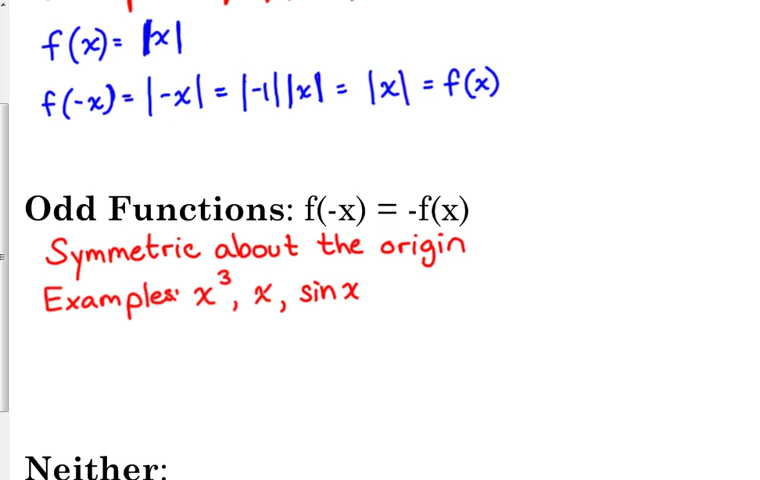 f(x) = |x|
f(-x) = |-x| = |-1||x| = |x| = f(x)
Odd Functions: f(-x) = -f(x)
Symmetric about the origin
Examples: x³, x, sin x
Neither: